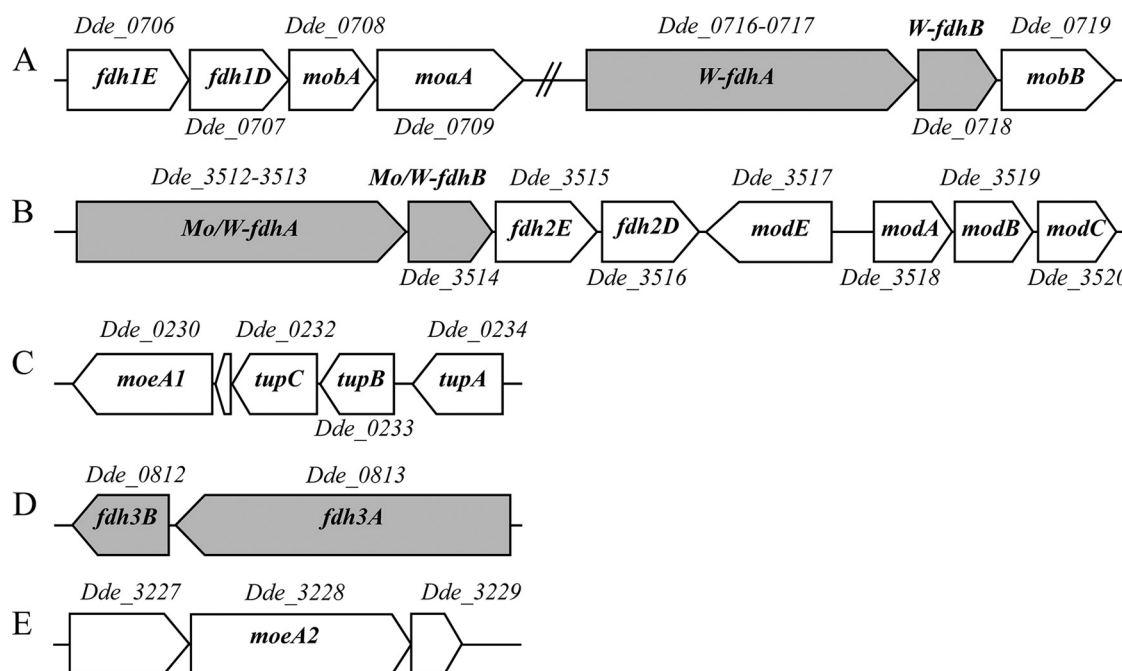 Dde_0706 Dde_0708 Dde_0716-0717 W-fdhB Dde_0719
A fdh1E fdh1D mobA moaA W-fdhA mobB
Dde_0707 Dde_0709 Dde_0718
Dde_3512-3513 Mo/W-fdhB Dde_3515 Dde_3517 Dde_3519
B Mo/W-fdhA fdh2E fdh2D modE modA modB modC
Dde_3514 Dde_3516 Dde_3518 Dde_3520
Dde_0230 Dde_0232 Dde_0234
C moeA1 tupC tupB tupA
Dde_0233
Dde_0812 Dde_0813
D fdh3B fdh3A
Dde_3227 Dde_3228 Dde_3229
E moeA2